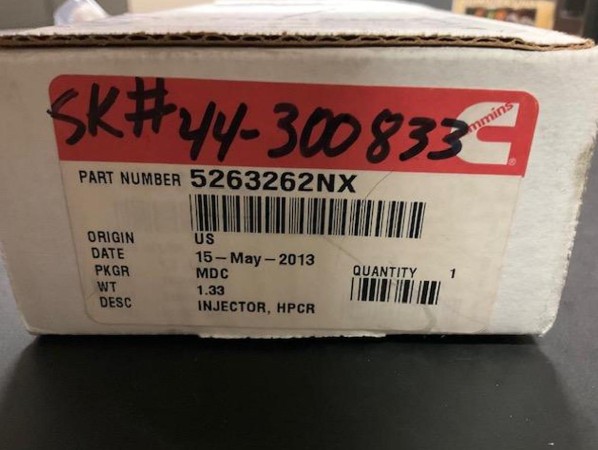 SK# 44-300833
Cummins
PART NUMBER 5263262NX
ORIGIN US
DATE 15-May-2013
PKGR MDC QUANTITY 1
WT 1.33
DESC INJECTOR, HPCR